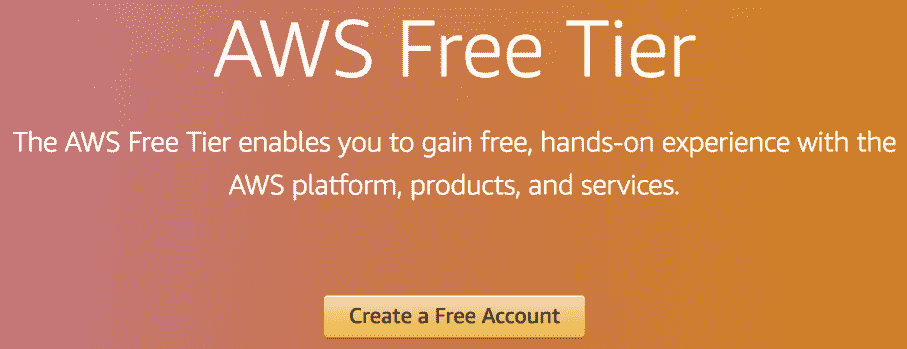 AWS Free Tier
The AWS Free Tier enables you to gain free, hands-on experience with the
AWS platform, products, and services.
Create a Free Account